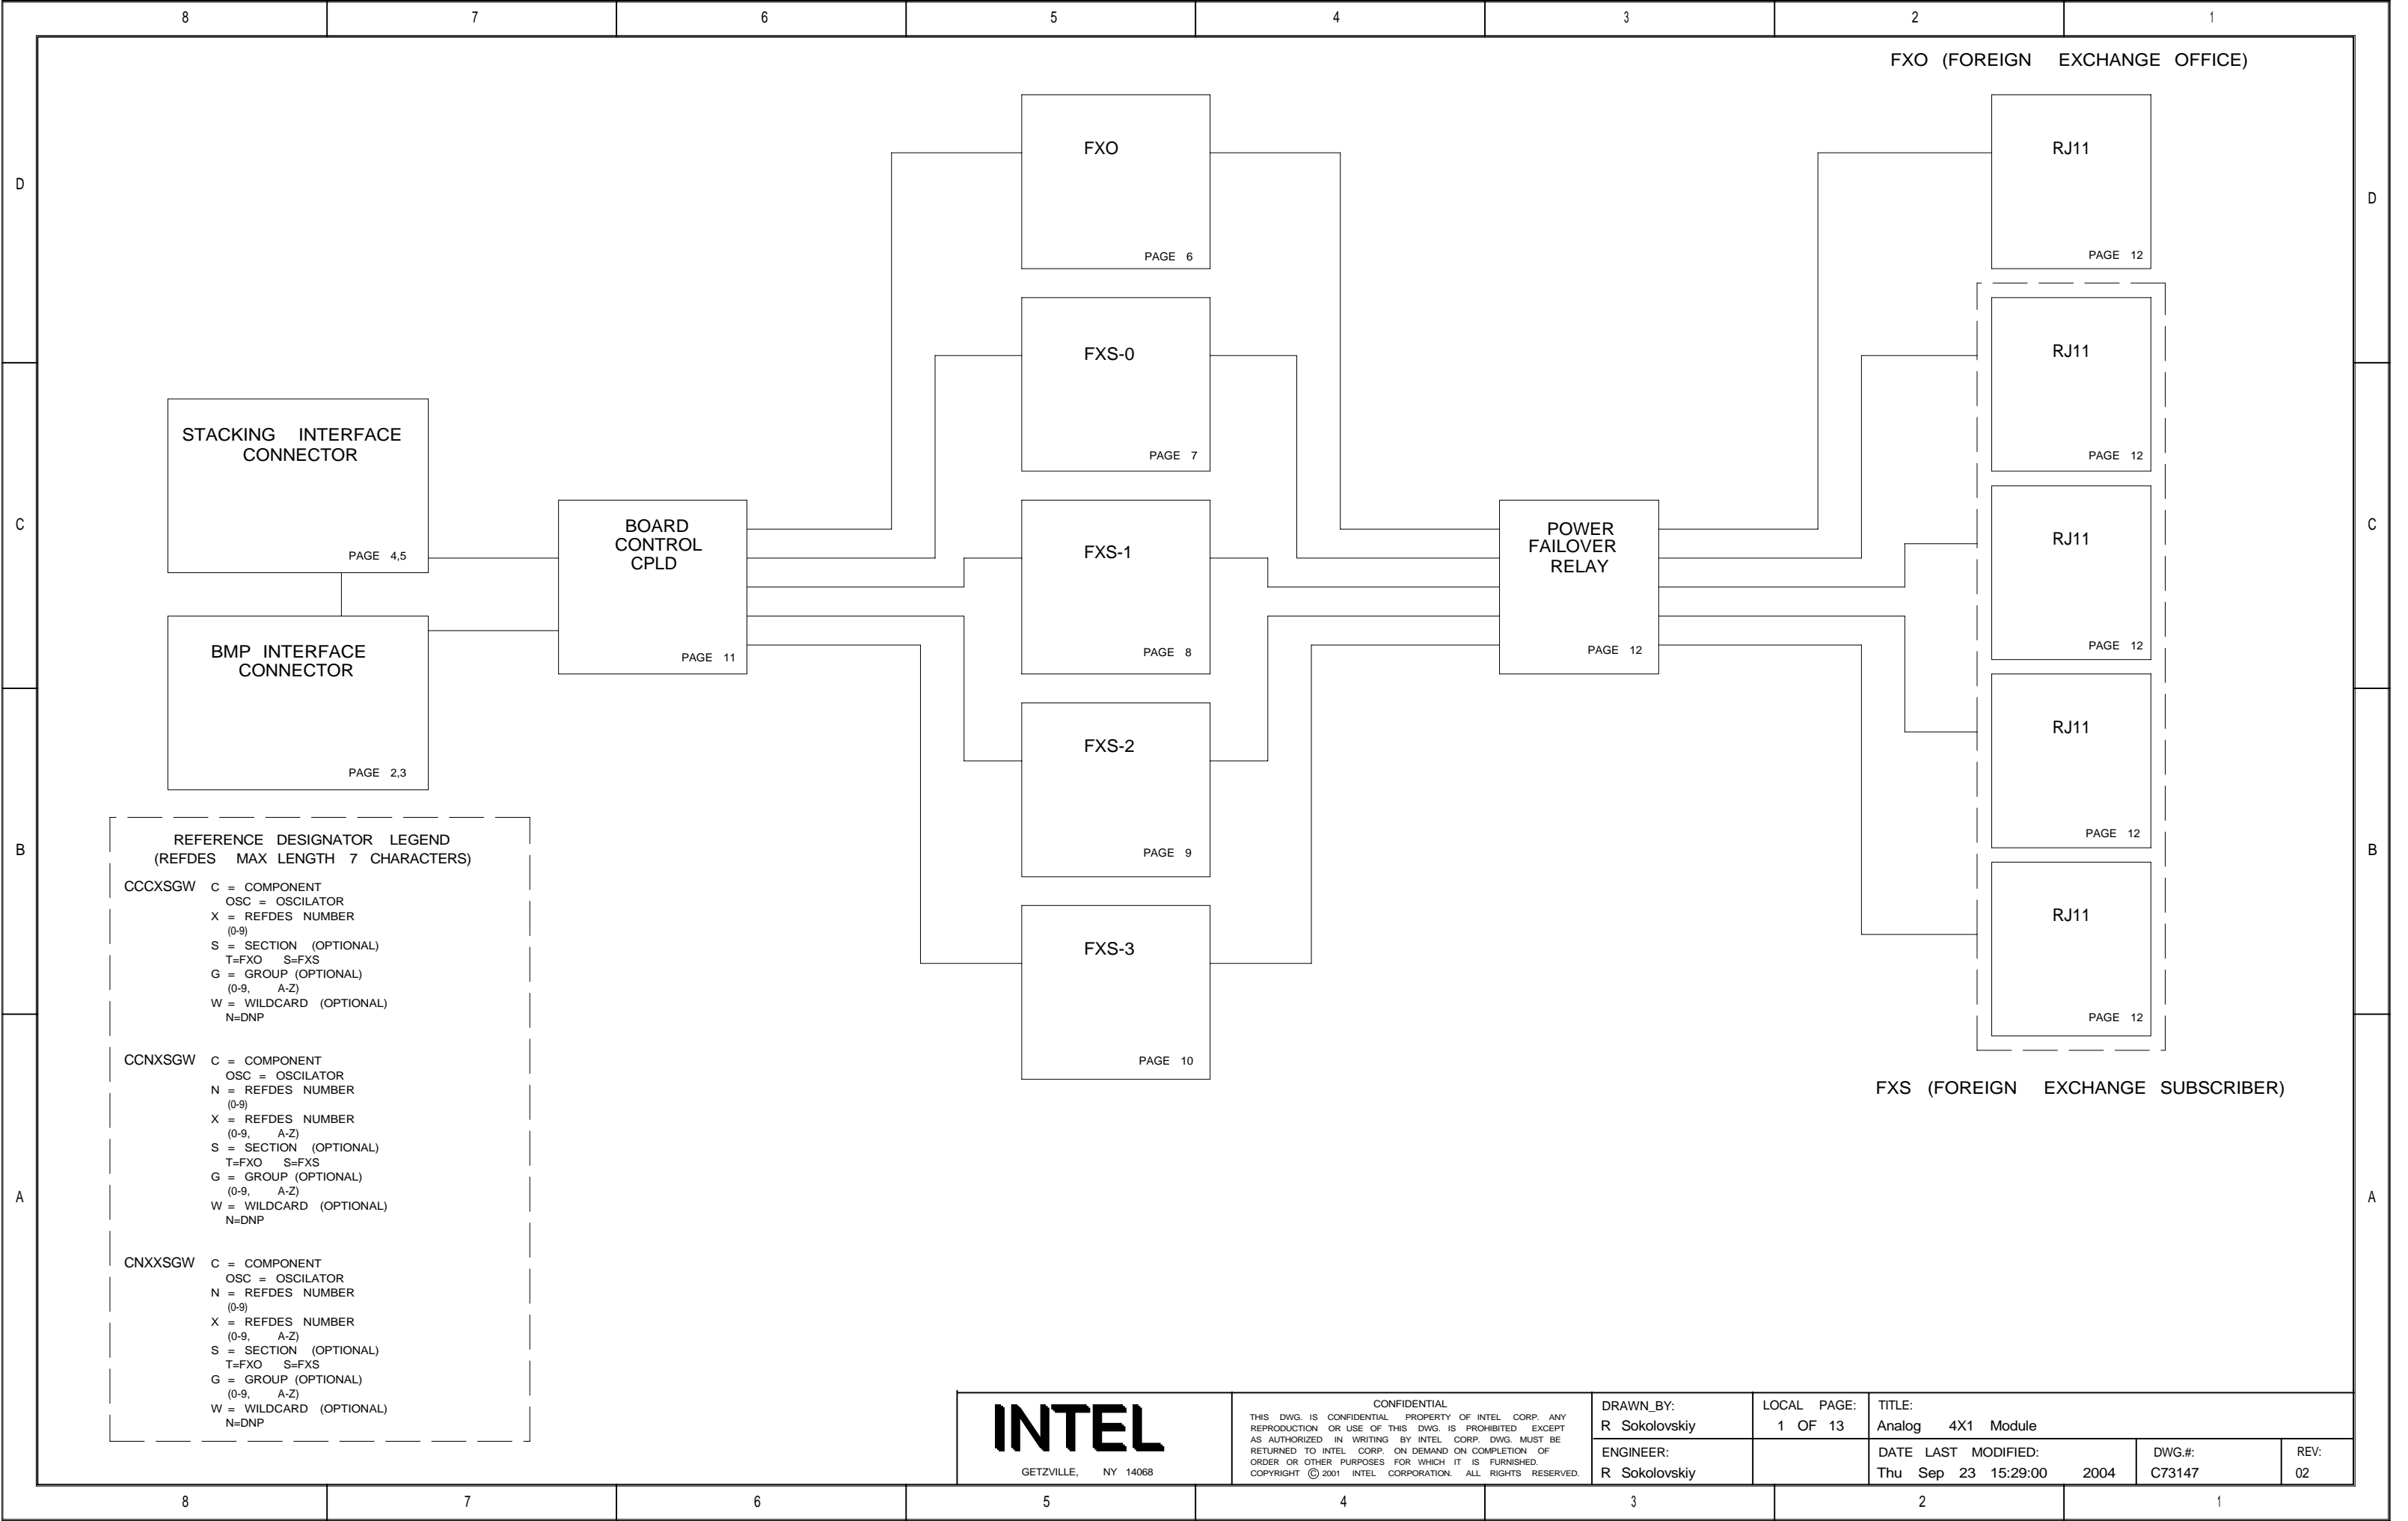 8 7 6 5 4 3 2 1
FXO (FOREIGN EXCHANGE OFFICE)
D
D
FXO
PAGE 6
RJ11
PAGE 12
FXS-0
PAGE 7
RJ11
PAGE 12
STACKING INTERFACE
CONNECTOR
PAGE 4,5
C
C
BOARD
CONTROL
CPLD
PAGE 11
FXS-1
PAGE 8
POWER
FAILOVER
RELAY
PAGE 12
RJ11
PAGE 12
BMP INTERFACE
CONNECTOR
PAGE 2,3
FXS-2
PAGE 9
RJ11
PAGE 12
B
B
FXS-3
PAGE 10
RJ11
PAGE 12
FXS (FOREIGN EXCHANGE SUBSCRIBER)
REFERENCE DESIGNATOR LEGEND
(REFDES MAX LENGTH 7 CHARACTERS)
CCCXSGW C = COMPONENT
OSC = OSCILATOR
X = REFDES NUMBER
(0-9)
S = SECTION (OPTIONAL)
T=FXO S=FXS
G = GROUP (OPTIONAL)
(0-9, A-Z)
W = WILDCARD (OPTIONAL)
N=DNP
CCNXSGW C = COMPONENT
OSC = OSCILATOR
N = REFDES NUMBER
(0-9)
X = REFDES NUMBER
(0-9, A-Z)
S = SECTION (OPTIONAL)
T=FXO S=FXS
G = GROUP (OPTIONAL)
(0-9, A-Z)
W = WILDCARD (OPTIONAL)
N=DNP
A
A
CNXXSGW C = COMPONENT
OSC = OSCILATOR
N = REFDES NUMBER
(0-9)
X = REFDES NUMBER
(0-9, A-Z)
S = SECTION (OPTIONAL)
T=FXO S=FXS
G = GROUP (OPTIONAL)
(0-9, A-Z)
W = WILDCARD (OPTIONAL)
N=DNP
INTEL
GETZVILLE, NY 14068
CONFIDENTIAL
THIS DWG. IS CONFIDENTIAL PROPERTY OF INTEL CORP. ANY
REPRODUCTION OR USE OF THIS DWG. IS PROHIBITED EXCEPT
AS AUTHORIZED IN WRITING BY INTEL CORP. DWG. MUST BE
RETURNED TO INTEL CORP. ON DEMAND ON COMPLETION OF
ORDER OR OTHER PURPOSES FOR WHICH IT IS FURNISHED.
COPYRIGHT © 2001 INTEL CORPORATION. ALL RIGHTS RESERVED.
DRAWN_BY:
R Sokolovskiy
ENGINEER:
R Sokolovskiy
LOCAL PAGE:
1 OF 13
TITLE:
Analog 4X1 Module
DATE LAST MODIFIED:
Thu Sep 23 15:29:00 2004
DWG.#:
C73147
REV:
02
8 7 6 5 4 3 2 1